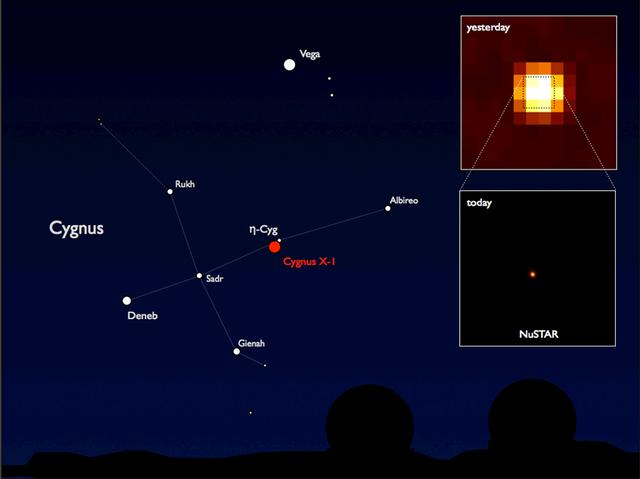 Vega
yesterday
Rukh
Albireo
today
Cygnus
η-Cyg
Cygnus X-1
Sadr
Deneb
NuSTAR
Gienah